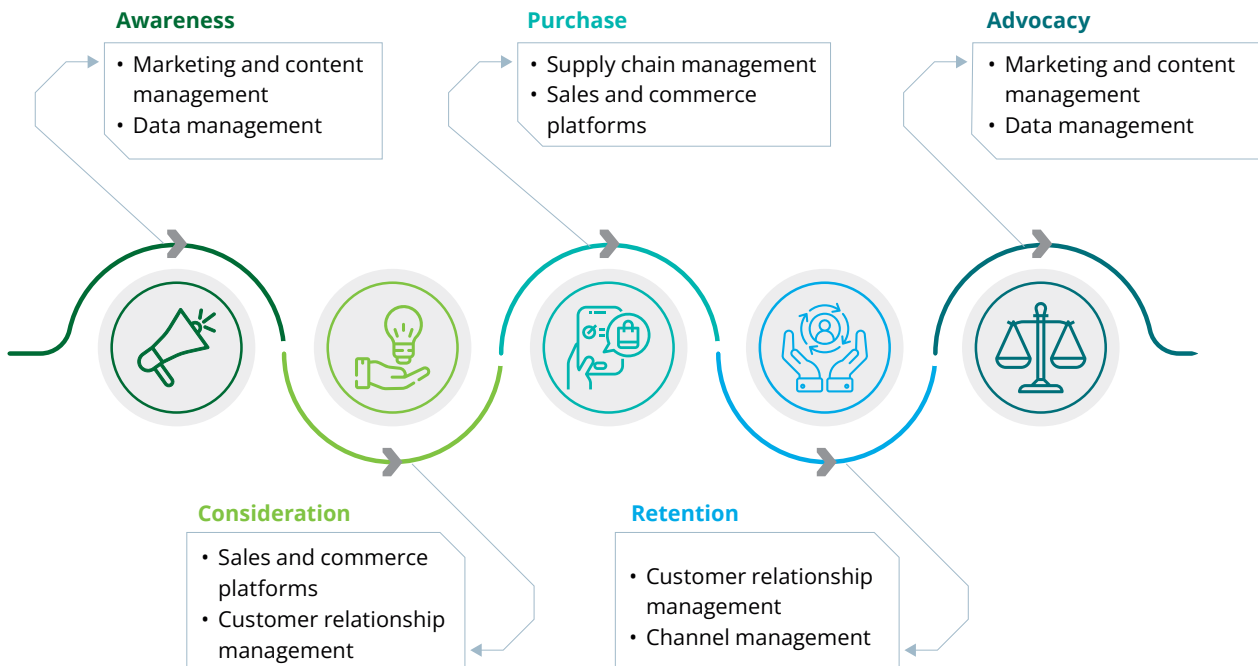 Awareness
• Marketing and content
management
• Data management
Purchase
• Supply chain management
• Sales and commerce
platforms
Advocacy
• Marketing and content
management
• Data management
Consideration
• Sales and commerce
platforms
• Customer relationship
management
Retention
• Customer relationship
management
• Channel management